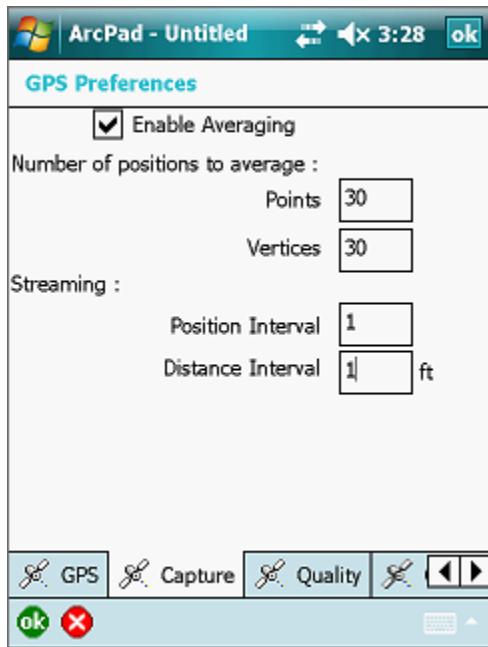 ArcPad - Untitled 3:28 ok
GPS Preferences
Enable Averaging
Number of positions to average :
Points 30
Vertices 30
Streaming :
Position Interval 1
Distance Interval 1 ft
GPS Capture Quality
ok